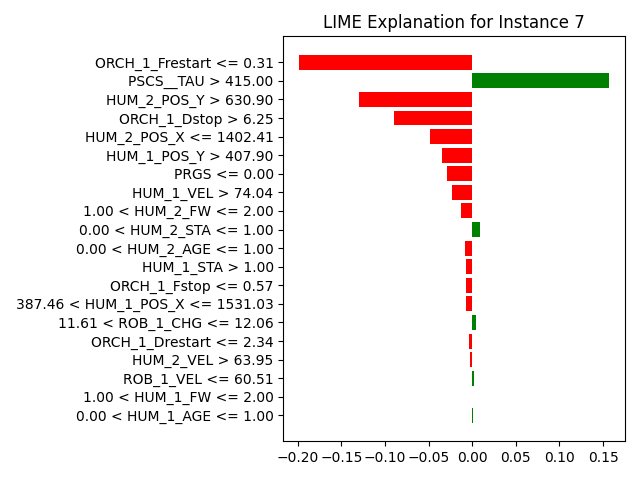 LIME Explanation for Instance 7
ORCH_1_Frestart <= 0.31
PSCS__TAU > 415.00
HUM_2_POS_Y > 630.90
ORCH_1_Dstop > 6.25
HUM_2_POS_X <= 1402.41
HUM_1_POS_Y > 407.90
PRGS <= 0.00
HUM_1_VEL > 74.04
1.00 < HUM_2_FW <= 2.00
0.00 < HUM_2_STA <= 1.00
0.00 < HUM_2_AGE <= 1.00
HUM_1_STA > 1.00
ORCH_1_Fstop <= 0.57
387.46 < HUM_1_POS_X <= 1531.03
11.61 < ROB_1_CHG <= 12.06
ORCH_1_Drestart <= 2.34
HUM_2_VEL > 63.95
ROB_1_VEL <= 60.51
1.00 < HUM_1_FW <= 2.00
0.00 < HUM_1_AGE <= 1.00
−0.20 −0.15 −0.10 −0.05 0.00 0.05 0.10 0.15